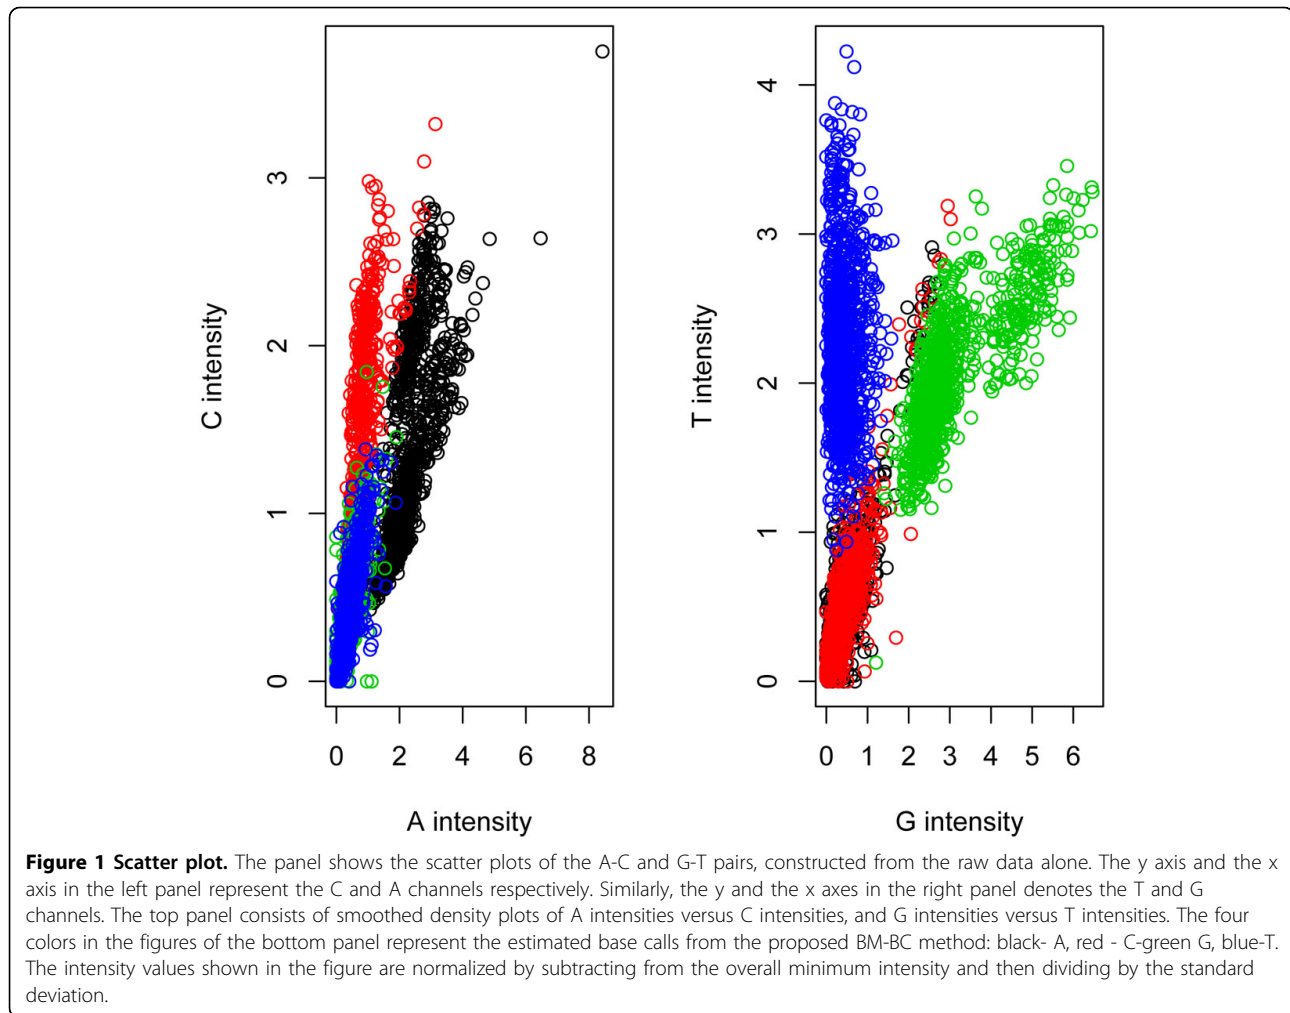 3
2
1
0
C intensity
0 2 4 6 8
A intensity
4
3
2
1
0
T intensity
0 1 2 3 4 5 6
G intensity
Figure 1 Scatter plot. The panel shows the scatter plots of the A-C and G-T pairs, constructed from the raw data alone. The y axis and the x
axis in the left panel represent the C and A channels respectively. Similarly, the y and the x axes in the right panel denotes the T and G
channels. The top panel consists of smoothed density plots of A intensities versus C intensities, and G intensities versus T intensities. The four
colors in the figures of the bottom panel represent the estimated base calls from the proposed BM-BC method: black- A, red - C-green G, blue-T.
The intensity values shown in the figure are normalized by subtracting from the overall minimum intensity and then dividing by the standard
deviation.